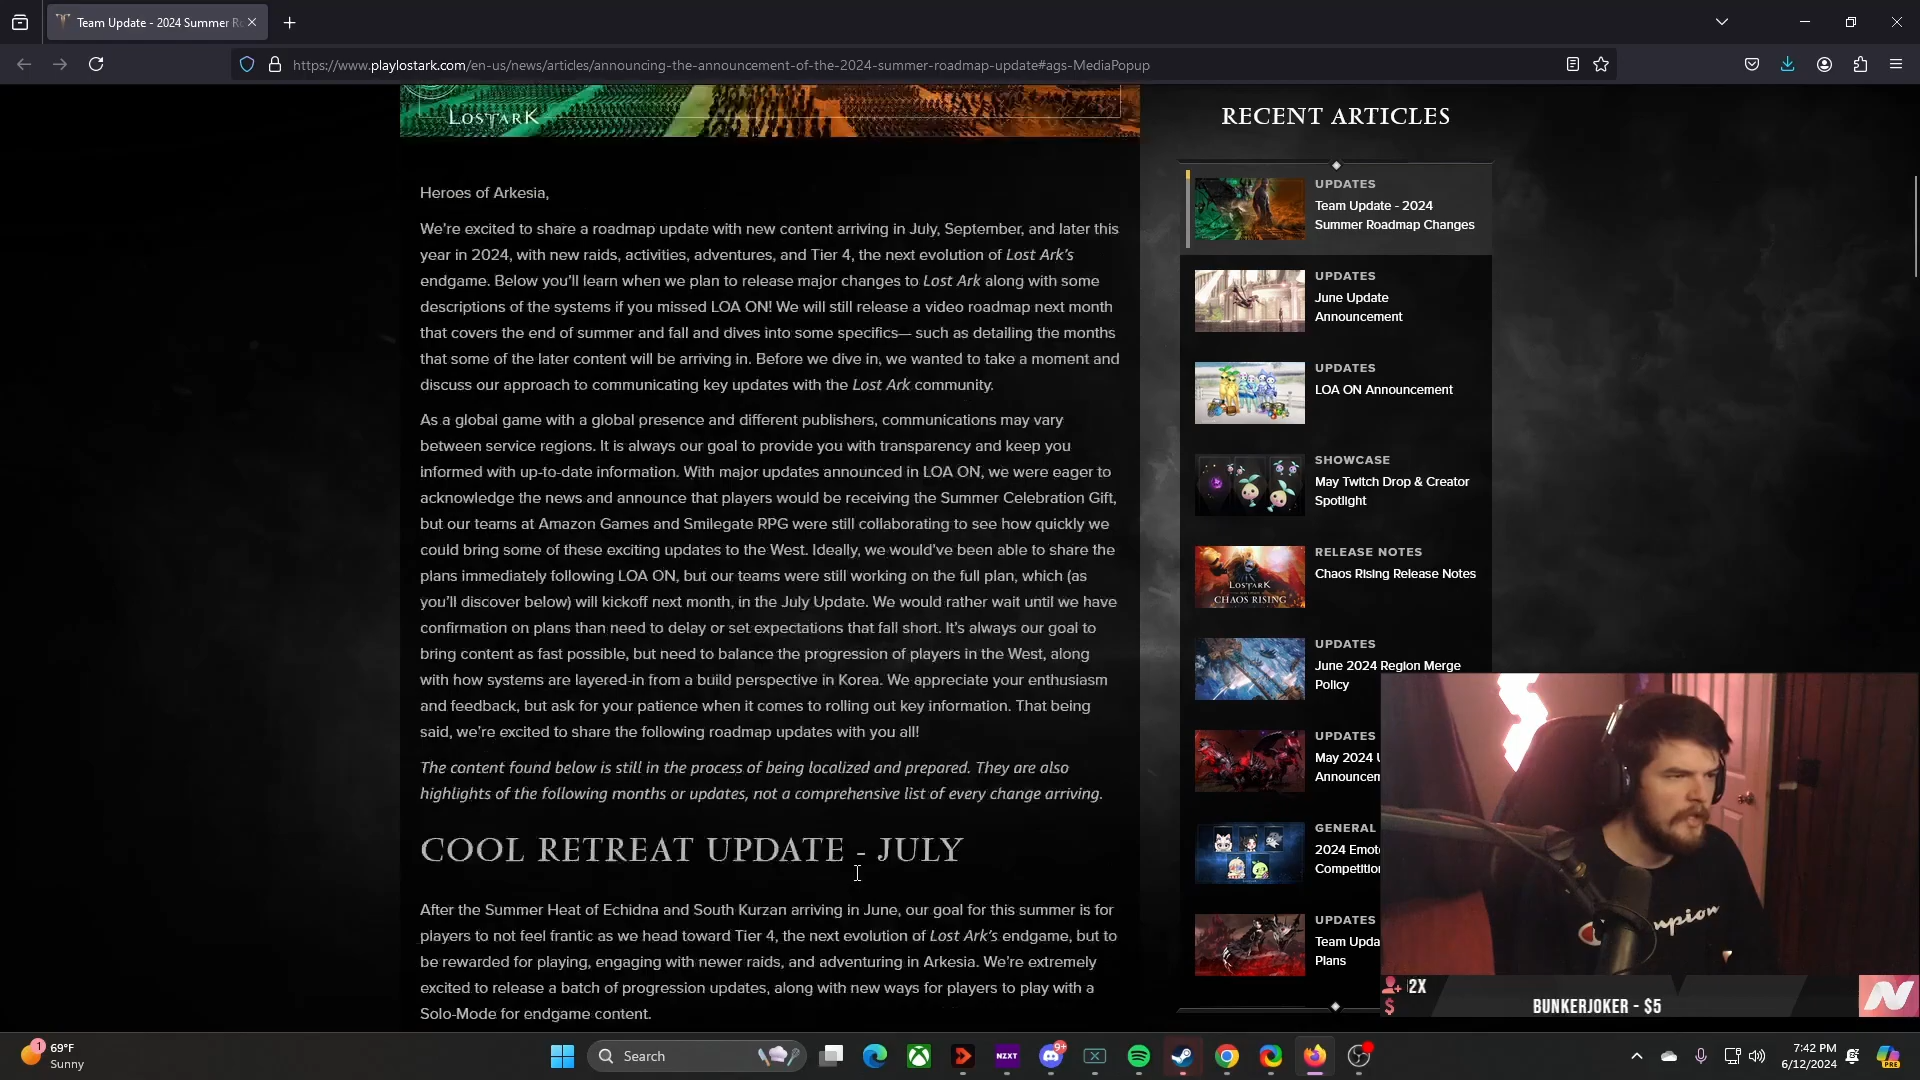 Team Update - 2024 Summer Ro
https://www.playlostark.com/en-us/news/articles/announcing-the-announcement-of-the-2024-summer-roadmap-update#ags-MediaPopup
LOST ARK
Heroes of Arkesia,
We’re excited to share a roadmap update with new content arriving in July, September, and later this
year in 2024, with new raids, activities, adventures, and Tier 4, the next evolution of Lost Ark’s
endgame. Below you’ll learn when we plan to release major changes to Lost Ark along with some
descriptions of the systems if you missed LOA ON! We will still release a video roadmap next month
that covers the end of summer and fall and dives into some specifics— such as detailing the months
that some of the later content will be arriving in. Before we dive in, we wanted to take a moment and
discuss our approach to communicating key updates with the Lost Ark community.
As a global game with a global presence and different publishers, communications may vary
between service regions. It is always our goal to provide you with transparency and keep you
informed with up-to-date information. With major updates announced in LOA ON, we were eager to
acknowledge the news and announce that players would be receiving the Summer Celebration Gift,
but our teams at Amazon Games and Smilegate RPG were still collaborating to see how quickly we
could bring some of these exciting updates to the West. Ideally, we would’ve been able to share the
plans immediately following LOA ON, but our teams were still working on the full plan, which (as
you’ll discover below) will kickoff next month, in the July Update. We would rather wait until we have
confirmation on plans than need to delay or set expectations that fall short. It’s always our goal to
bring content as fast possible, but need to balance the progression of players in the West, along
with how systems are layered-in from a build perspective in Korea. We appreciate your enthusiasm
and feedback, but ask for your patience when it comes to rolling out key information. That being
said, we’re excited to share the following roadmap updates with you all!
The content found below is still in the process of being localized and prepared. They are also
highlights of the following months or updates, not a comprehensive list of every change arriving.
COOL RETREAT UPDATE - JULY
After the Summer Heat of Echidna and South Kurzan arriving in June, our goal for this summer is for
players to not feel frantic as we head toward Tier 4, the next evolution of Lost Ark’s endgame, but to
be rewarded for playing, engaging with newer raids, and adventuring in Arkesia. We’re extremely
excited to release a batch of progression updates, along with new ways for players to play with a
Solo-Mode for endgame content.
RECENT ARTICLES
UPDATES
Team Update - 2024
Summer Roadmap Changes
UPDATES
June Update
Announcement
UPDATES
LOA ON Announcement
SHOWCASE
May Twitch Drop & Creator
Spotlight
RELEASE NOTES
Chaos Rising Release Notes
LOST ARK
CHAOS RISING
UPDATES
June 2024 Region Merge
Policy
UPDATES
May 2024 U
Announcem
GENERAL
2024 Emot
Competitio
UPDATES
Team Upda
Plans
mpion
2X
$
BUNKERJOKER - $5
1
69°F
Sunny
Search
NZXT
9+
PRE
7:42 PM
6/12/2024